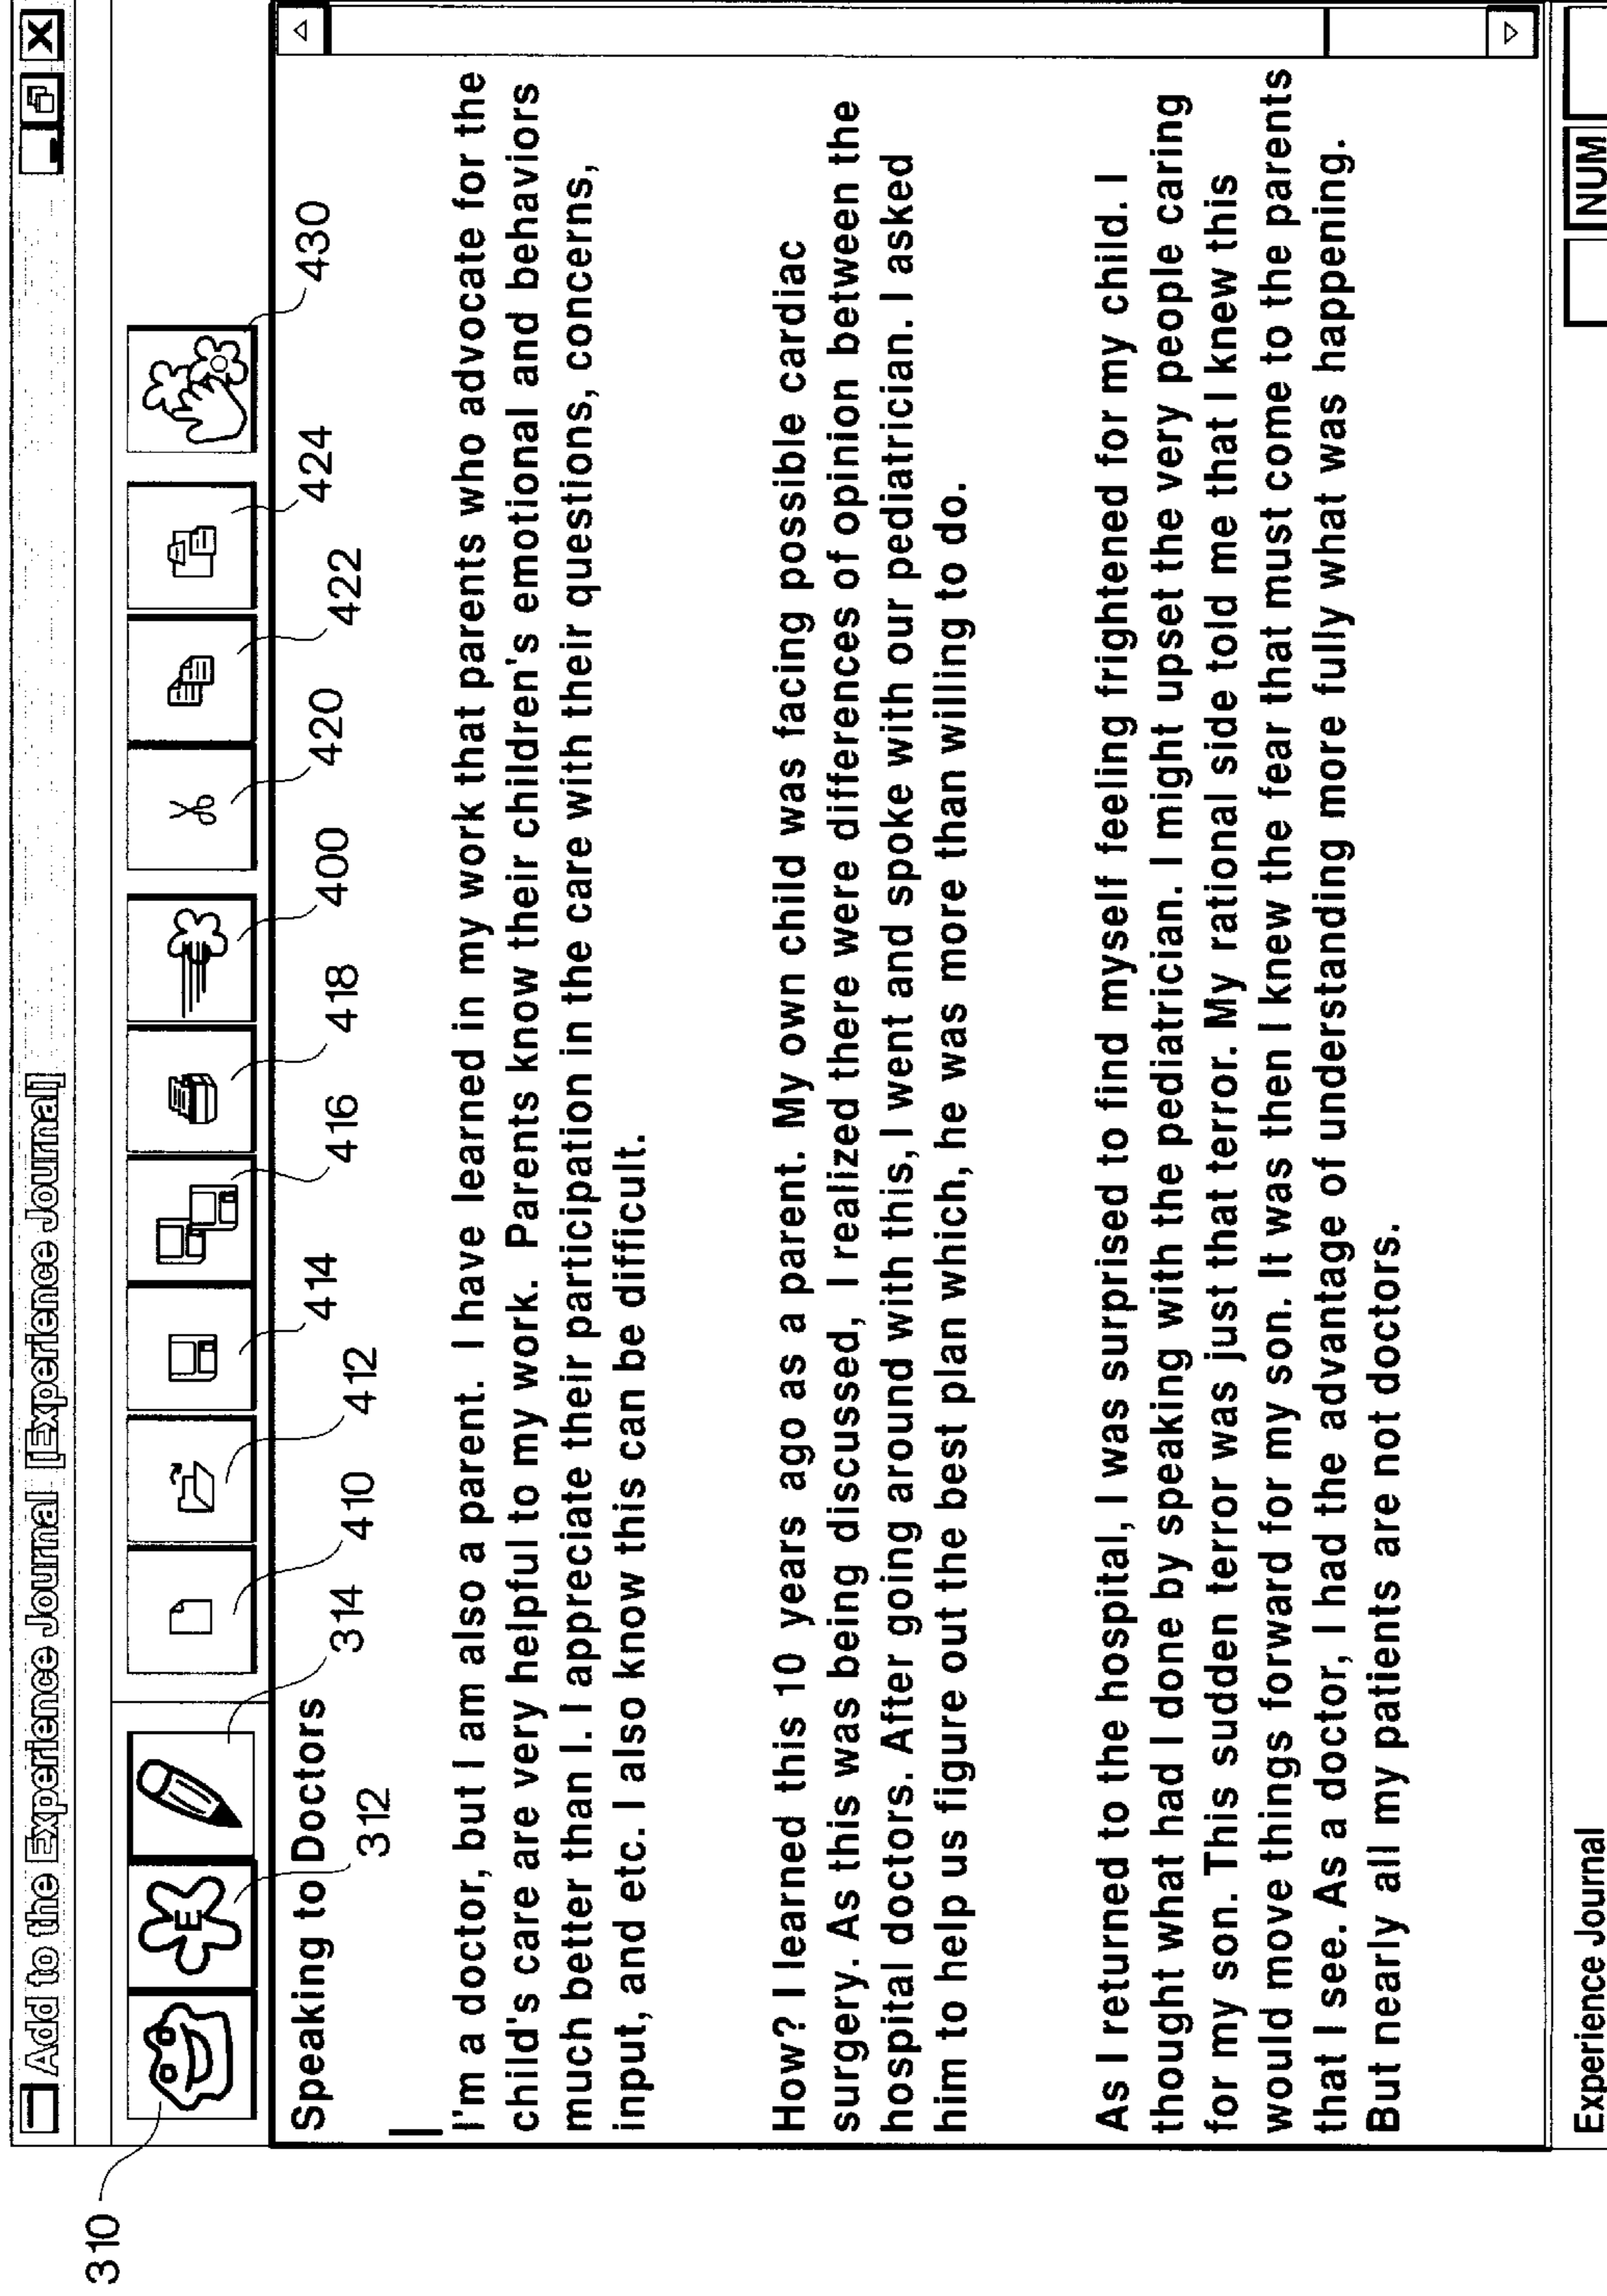 Add to the Experience Journal [Experience Journal]
X
310
312
314
410
412
414
416
418
400
420
422
424
430
E
E
Speaking to Doctors
I'm a doctor, but I am also a parent. I have learned in my work that parents who advocate for the
child's care are very helpful to my work. Parents know their children's emotional and behaviors
much better than I. I appreciate their participation in the care with their questions, concerns,
input, and etc. I also know this can be difficult.
How? I learned this 10 years ago as a parent. My own child was facing possible cardiac
surgery. As this was being discussed, I realized there were differences of opinion between the
hospital doctors. After going around with this, I went and spoke with our pediatrician. I asked
him to help us figure out the best plan which, he was more than willing to do.
As I returned to the hospital, I was surprised to find myself feeling frightened for my child. I
thought what had I done by speaking with the pediatrician. I might upset the very people caring
for my son. This sudden terror was just that terror. My rational side told me that I knew this
would move things forward for my son. It was then I knew the fear that must come to the parents
that I see. As a doctor, I had the advantage of understanding more fully what was happening.
But nearly all my patients are not doctors.
Experience Journal
NUM